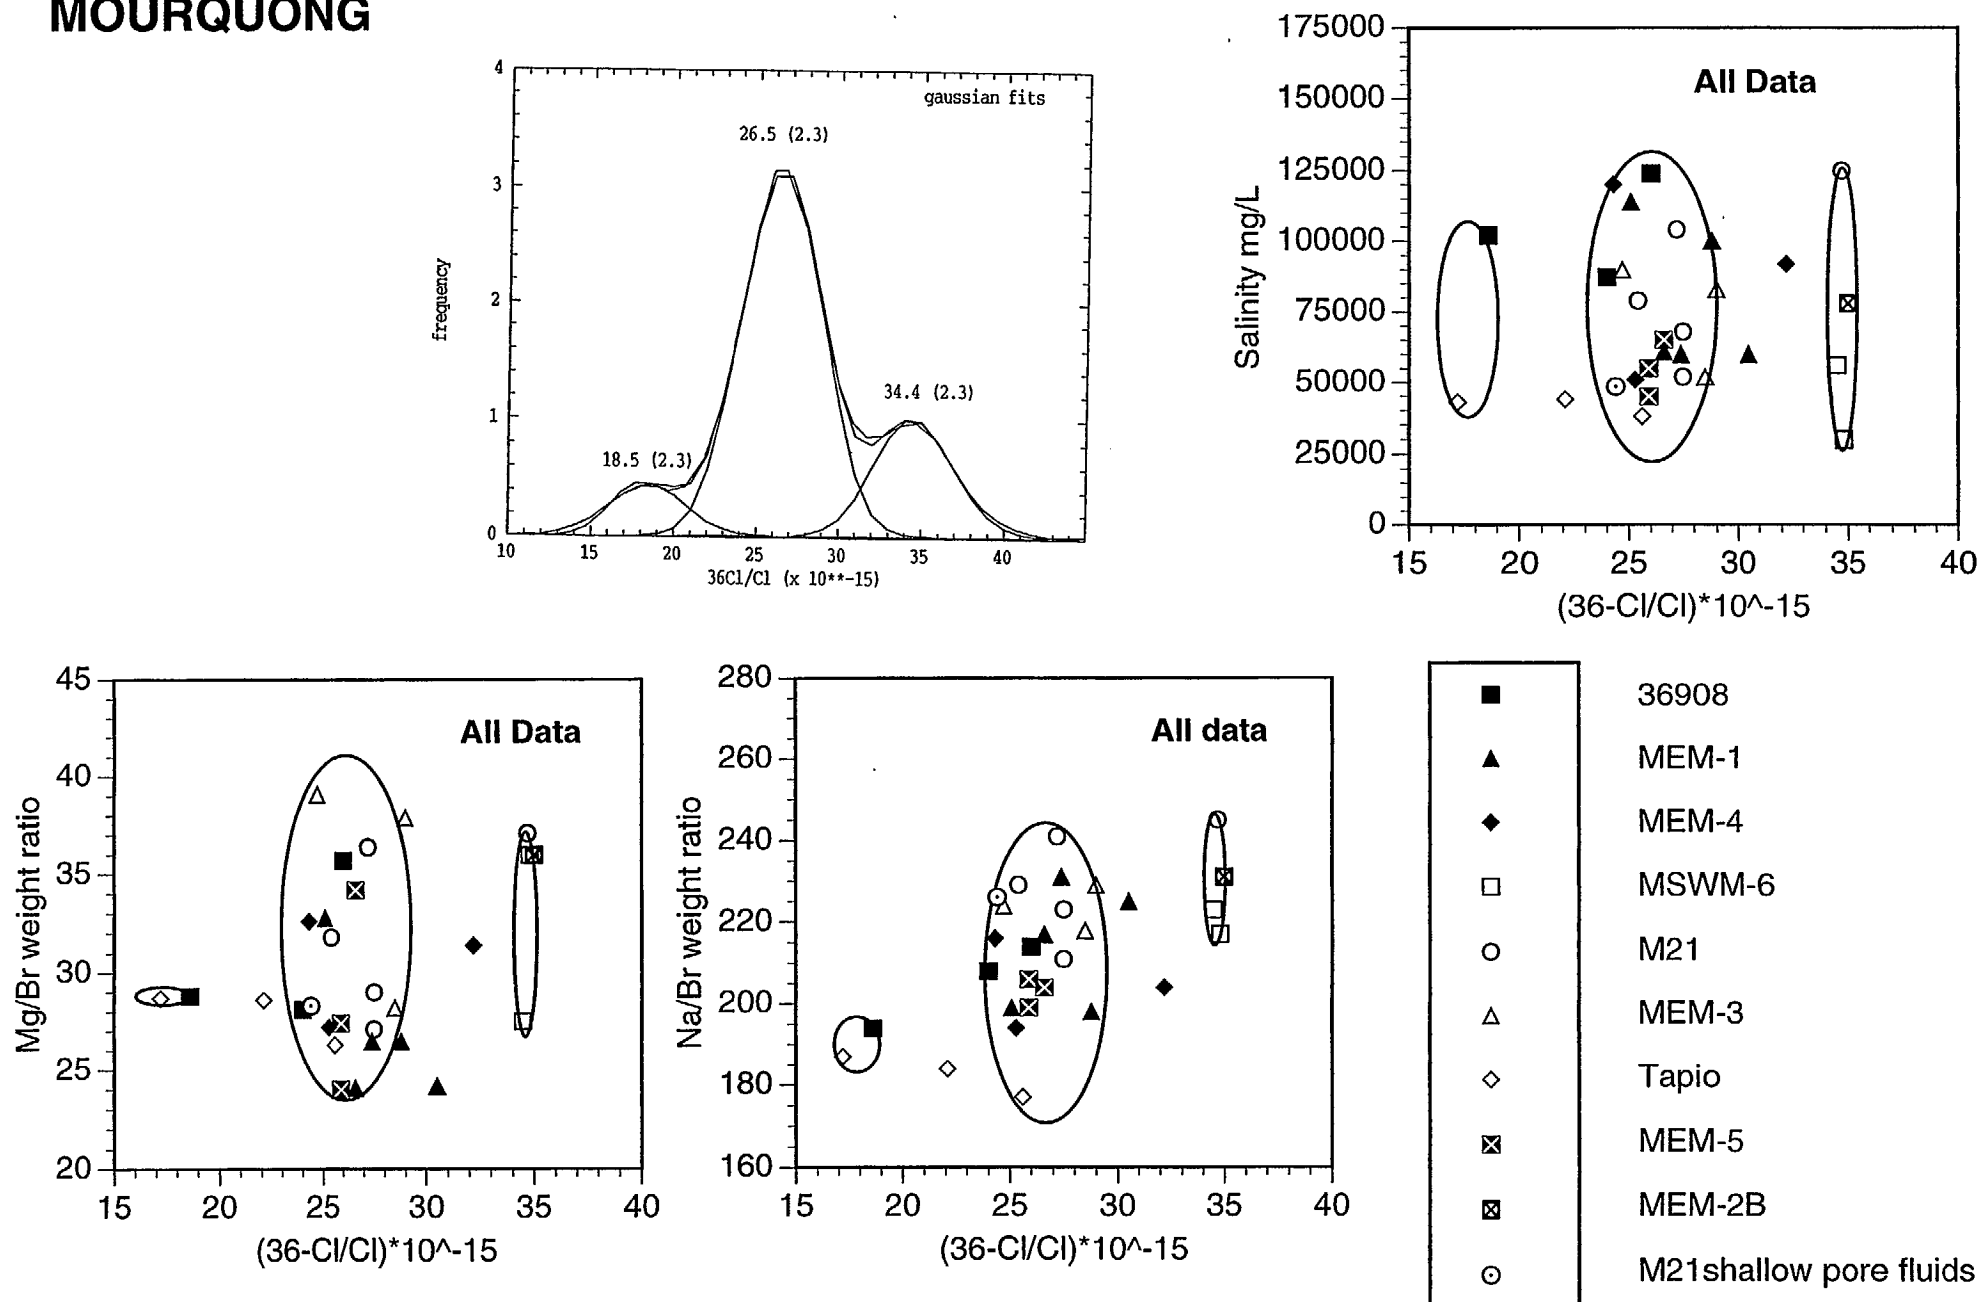 MOURQUONG
4
3
2
1
0
frequency
gaussian fits
26.5 (2.3)
34.4 (2.3)
18.5 (2.3)
10 15 20 25 30 35 40
36Cl/Cl (x 10**-15)
175000
150000
125000
100000
75000
50000
25000
0
Salinity mg/L
All Data
15 20 25 30 35 40
(36-Cl/Cl)*10^-15
45
40
35
30
25
20
Mg/Br weight ratio
All Data
15 20 25 30 35 40
(36-Cl/Cl)*10^-15
280
260
240
220
200
180
160
Na/Br weight ratio
All data
15 20 25 30 35 40
(36-Cl/Cl)*10^-15
36908
MEM-1
MEM-4
MSWM-6
M21
MEM-3
Tapio
MEM-5
MEM-2B
M21shallow pore fluids